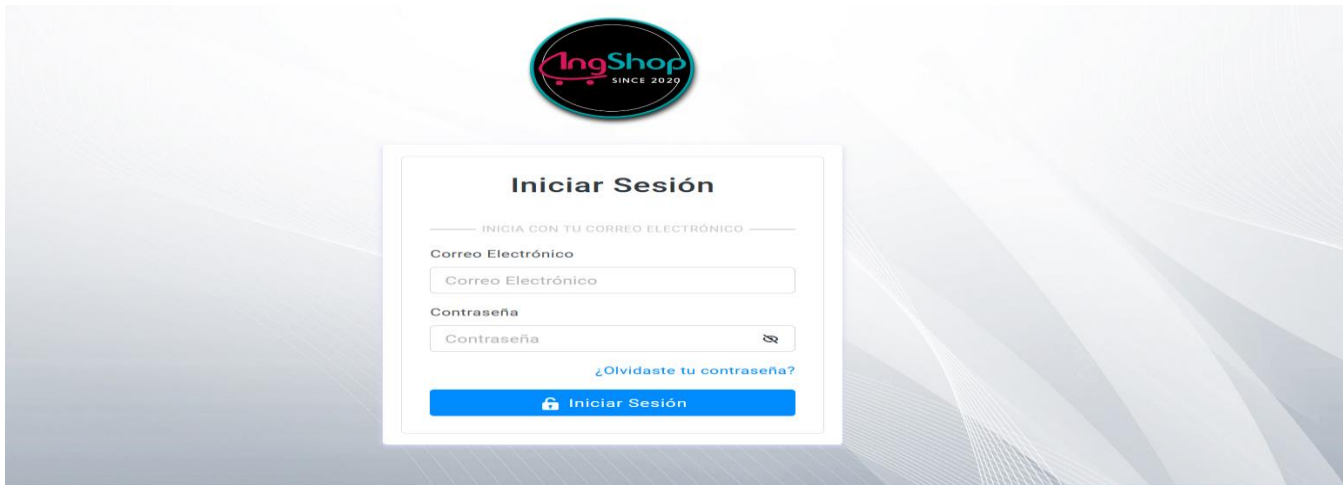 AngShop
SINCE 2020
Iniciar Sesión
INICIA CON TU CORREO ELECTRÓNICO
Correo Electrónico
Correo Electrónico
Contraseña
Contraseña
¿Olvidaste tu contraseña?
Iniciar Sesión